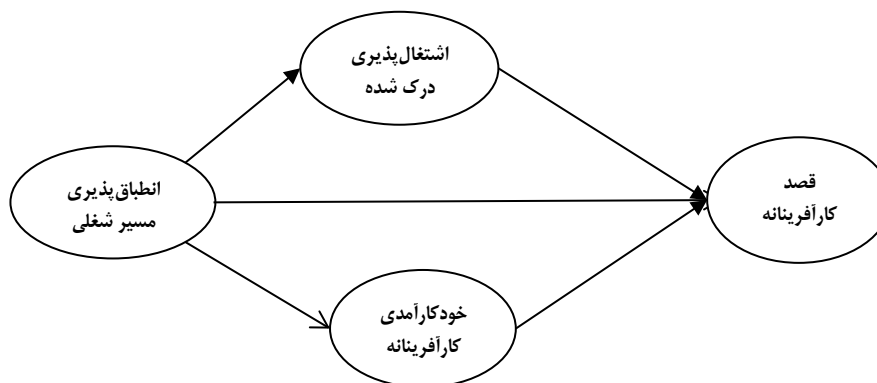 اشتغال‌پذیری
درک شده
انطباق‌پذیری
مسیر شغلی
قصد
کارآفرینانه
خودکارآمدی
کارآفرینانه